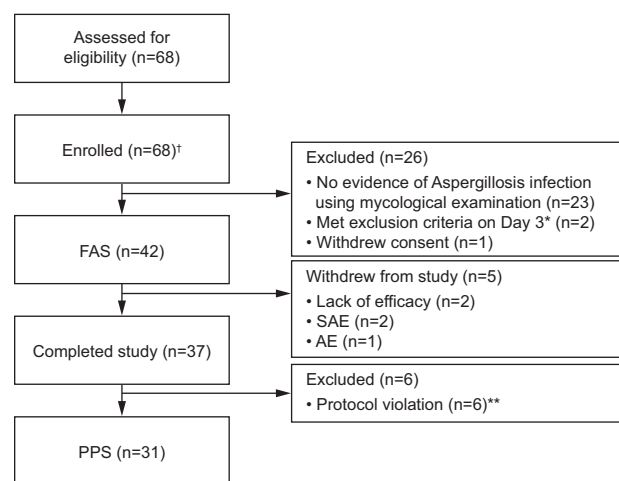 Assessed for
eligibility (n=68)
Enrolled (n=68)†
Excluded (n=26)
• No evidence of Aspergillosis infection
using mycological examination (n=23)
• Met exclusion criteria on Day 3* (n=2)
• Withdrew consent (n=1)
FAS (n=42)
Withdrew from study (n=5)
• Lack of efficacy (n=2)
• SAE (n=2)
• AE (n=1)
Completed study (n=37)
Excluded (n=6)
• Protocol violation (n=6)**
PPS (n=31)